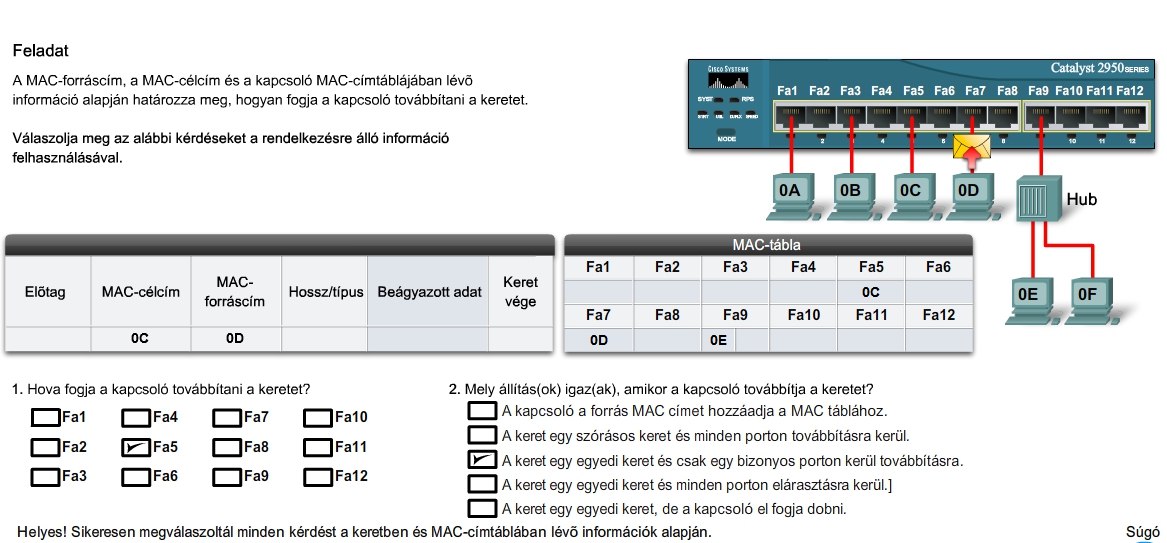 Feladat
A MAC-forráscím, a MAC-célcím és a kapcsoló MAC-címtáblájában lévõ
információ alapján határozza meg, hogyan fogja a kapcsoló továbbítani a keretet.
Válaszolja meg az alábbi kérdéseket a rendelkezésre álló információ
felhasználásával.
CISCO SYSTEMS
Catalyst 2950 SERIES
Fa1 Fa2 Fa3 Fa4 Fa5 Fa6 Fa7 Fa8 Fa9 Fa10 Fa11 Fa12
SYST RPS
STRT UTIL DUPLX SPEED
MODE
2 4 6 8 10 11 12
0A 0B 0C 0D
Hub
0E 0F
Elõtag MAC-célcím MAC-forráscím Hossz/típus Beágyazott adat Keret vége
0C 0D
MAC-tábla
Fa1 Fa2 Fa3 Fa4 Fa5 Fa6
0C
Fa7 Fa8 Fa9 Fa10 Fa11 Fa12
0D 0E
1. Hova fogja a kapcsoló továbbítani a keretet?
Fa1 Fa4 Fa7 Fa10
Fa2 Fa5 Fa8 Fa11
Fa3 Fa6 Fa9 Fa12
2. Mely állítás(ok) igaz(ak), amikor a kapcsoló továbbítja a keretet?
A kapcsoló a forrás MAC címet hozzáadja a MAC táblához.
A keret egy szórásos keret és minden porton továbbításra kerül.
A keret egy egyedi keret és csak egy bizonyos porton kerül továbbításra.
A keret egy egyedi keret és minden porton elárasztásra kerül.]
A keret egy egyedi keret, de a kapcsoló el fogja dobni.
Helyes! Sikeresen megválaszoltál minden kérdést a keretben és MAC-címtáblában lévõ információk alapján.
Súgó